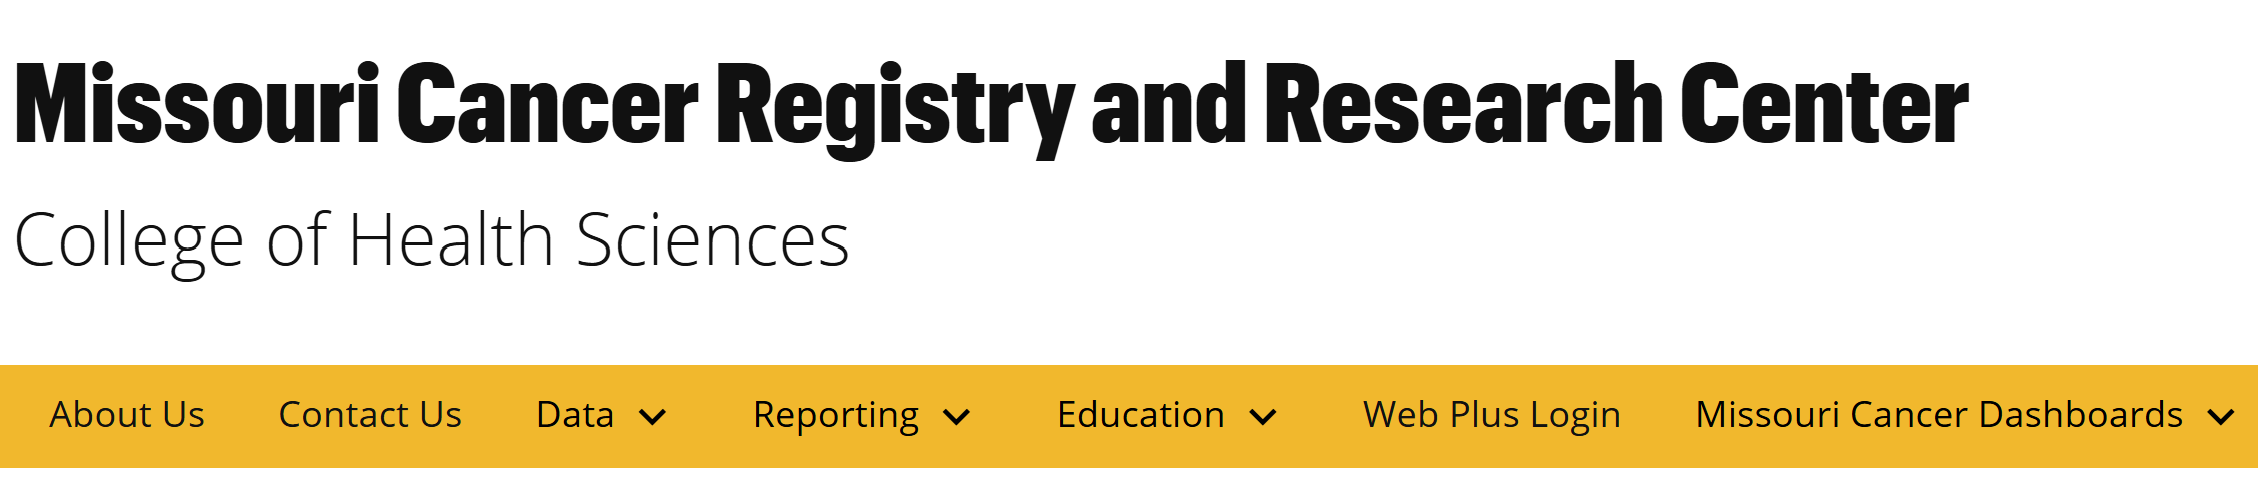 Missouri Cancer Registry and Research Center
College of Health Sciences
About Us Contact Us Data Reporting Education Web Plus Login Missouri Cancer Dashboards